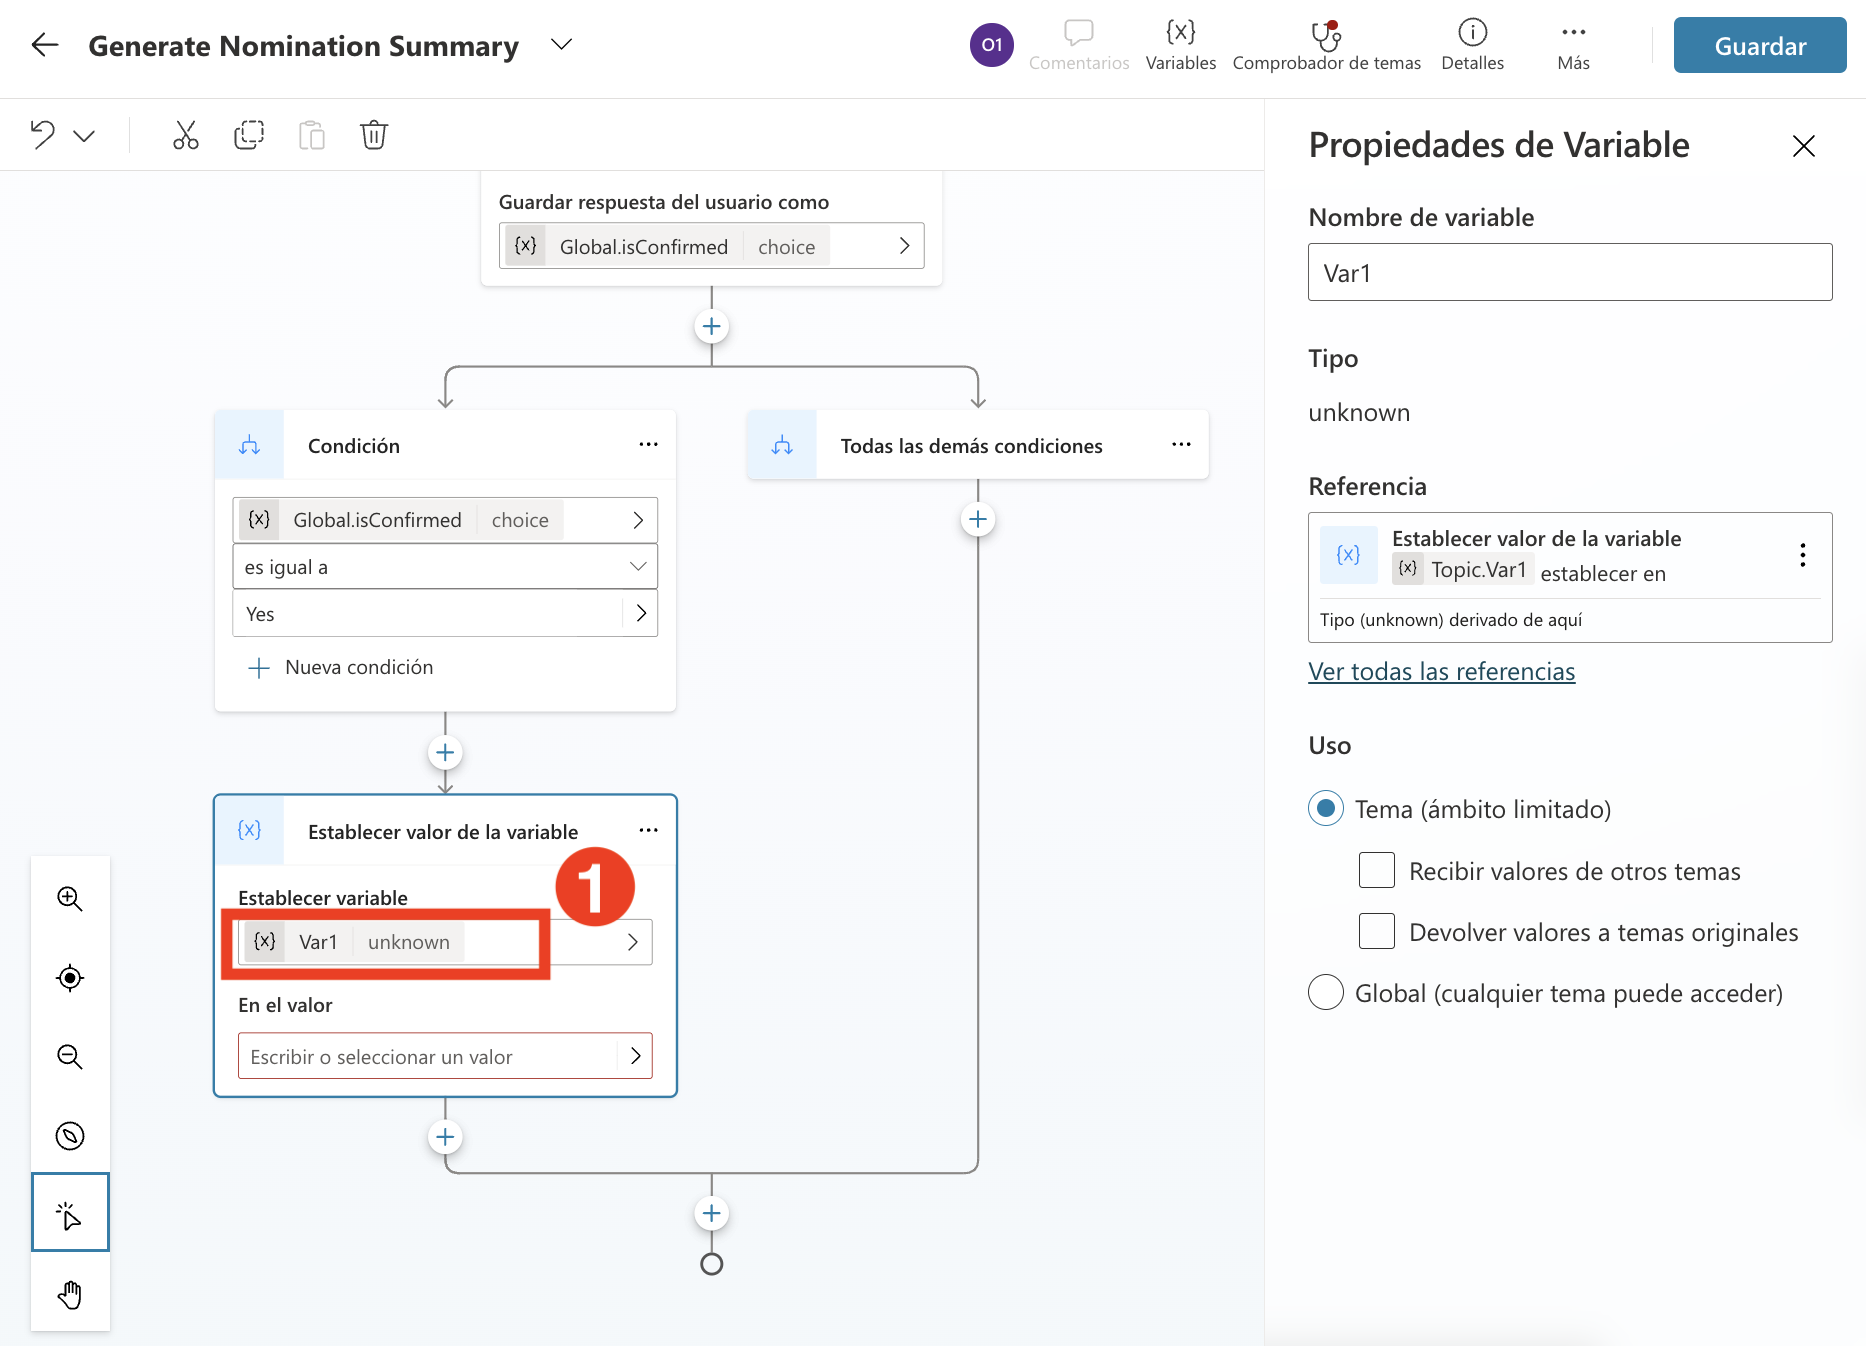 Generate Nomination Summary
O1
Comentarios
Variables
Comprobador de temas
Detalles
Más
Guardar
Guardar respuesta del usuario como
{x} Global.isConfirmed choice
Condición
Todas las demás condiciones
{x} Global.isConfirmed choice
es igual a
Yes
Nueva condición
{x} Establecer valor de la variable
1
Establecer variable
{x} Var1 unknown
En el valor
Escribir o seleccionar un valor
Propiedades de Variable
Nombre de variable
Var1
Tipo
unknown
Referencia
{x} Establecer valor de la variable
{x} Topic.Var1 establecer en
Tipo (unknown) derivado de aquí
Ver todas las referencias
Uso
Tema (ámbito limitado)
Recibir valores de otros temas
Devolver valores a temas originales
Global (cualquier tema puede acceder)